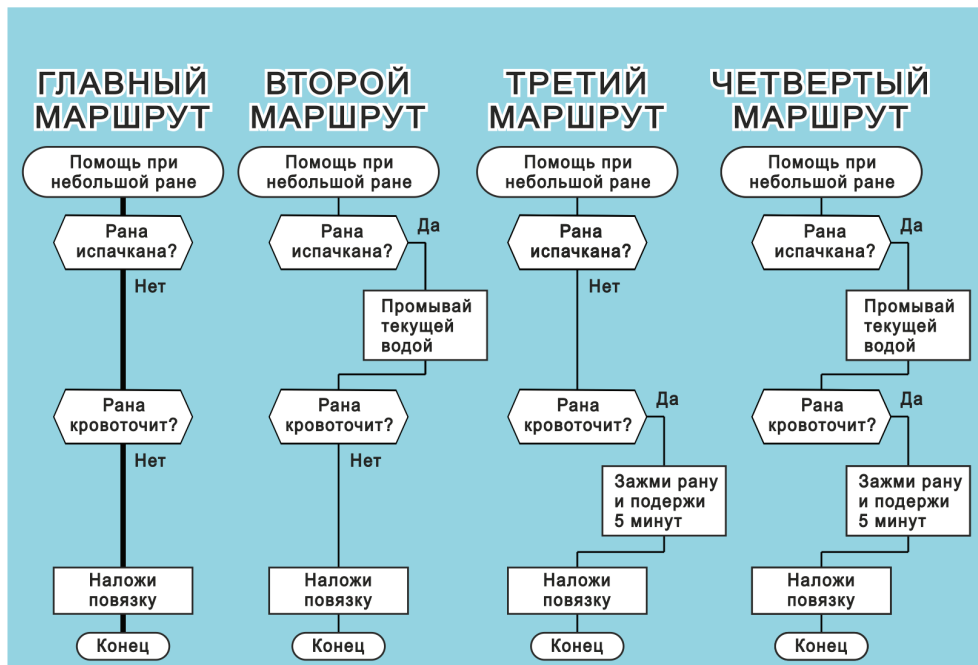 ГЛАВНЫЙ
МАРШРУТ
Помощь при
небольшой ране
Рана
испачкана?
Нет
Рана
кровоточит?
Нет
Наложи
повязку
Конец
ВТОРОЙ
МАРШРУТ
Помощь при
небольшой ране
Рана
испачкана?
Да
Промывай
текущей
водой
Рана
кровоточит?
Нет
Наложи
повязку
Конец
ТРЕТИЙ
МАРШРУТ
Помощь при
небольшой ране
Рана
испачкана?
Нет
Рана
кровоточит?
Да
Зажми рану
и подержи
5 минут
Наложи
повязку
Конец
ЧЕТВЕРТЫЙ
МАРШРУТ
Помощь при
небольшой ране
Рана
испачкана?
Да
Промывай
текущей
водой
Рана
кровоточит?
Да
Зажми рану
и подержи
5 минут
Наложи
повязку
Конец